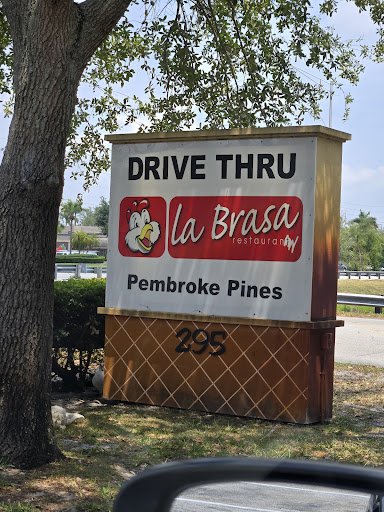 DRIVE THRU
la Brasa
restaurant
Pembroke Pines
295